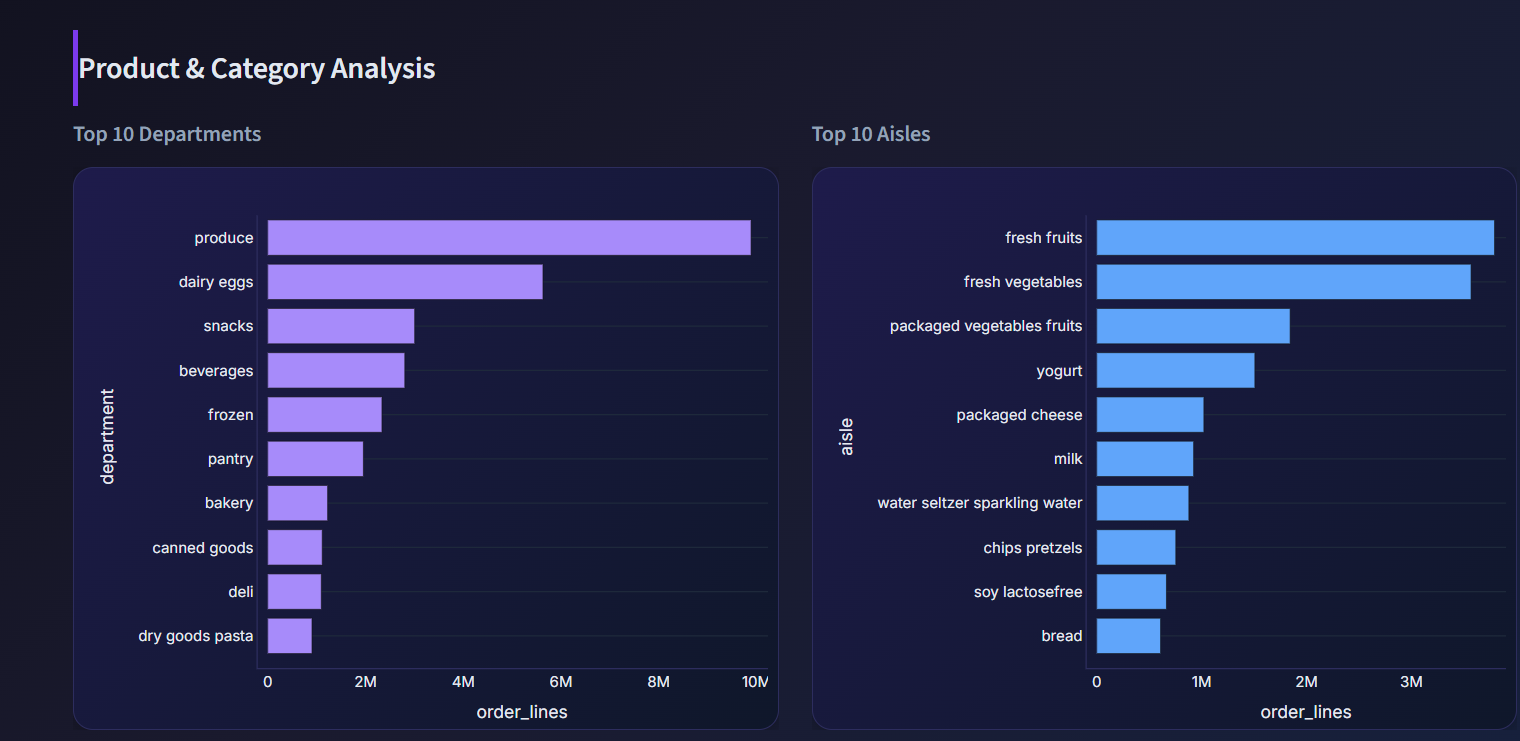 Product & Category Analysis
Top 10 Departments
produce
dairy eggs
snacks
beverages
frozen
pantry
bakery
canned goods
deli
dry goods pasta
department
0 2M 4M 6M 8M 10M
order_lines
Top 10 Aisles
fresh fruits
fresh vegetables
packaged vegetables fruits
yogurt
packaged cheese
milk
water seltzer sparkling water
chips pretzels
soy lactosefree
bread
aisle
0 1M 2M 3M
order_lines